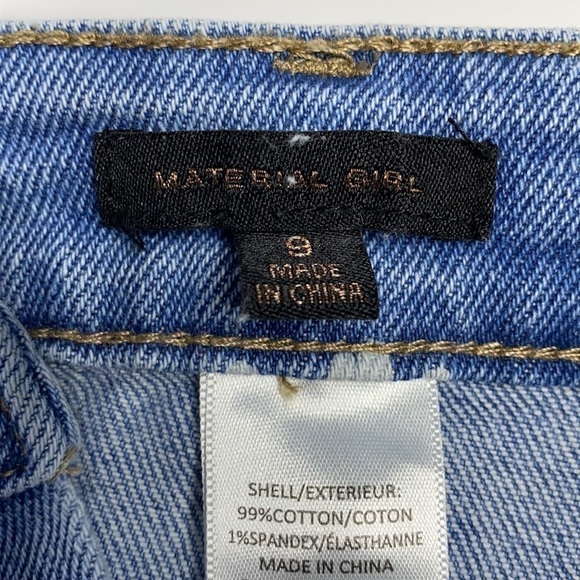 MATERIAL GIRL
9
MADE
IN CHINA
SHELL/EXTERIEUR:
99%COTTON/COTON
1%SPANDEX/ÉLASTHANNE
MADE IN CHINA